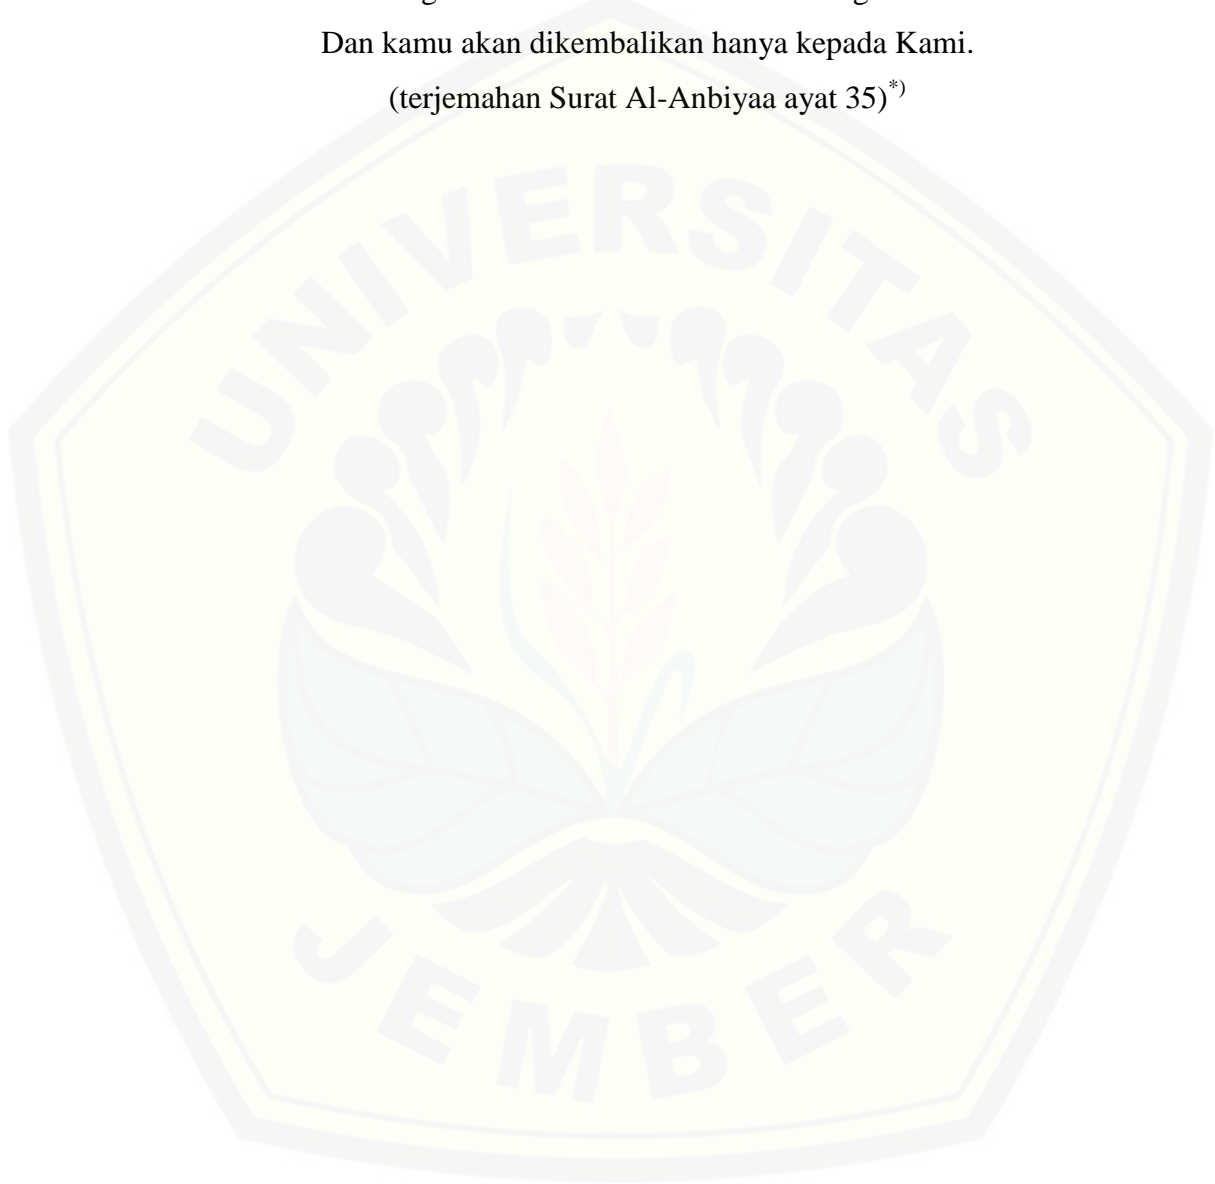 Dan kamu akan dikembalikan hanya kepada Kami.
(terjemahan Surat Al-Anbiyaa ayat 35)*)
UNIVERSITAS
JEMBER